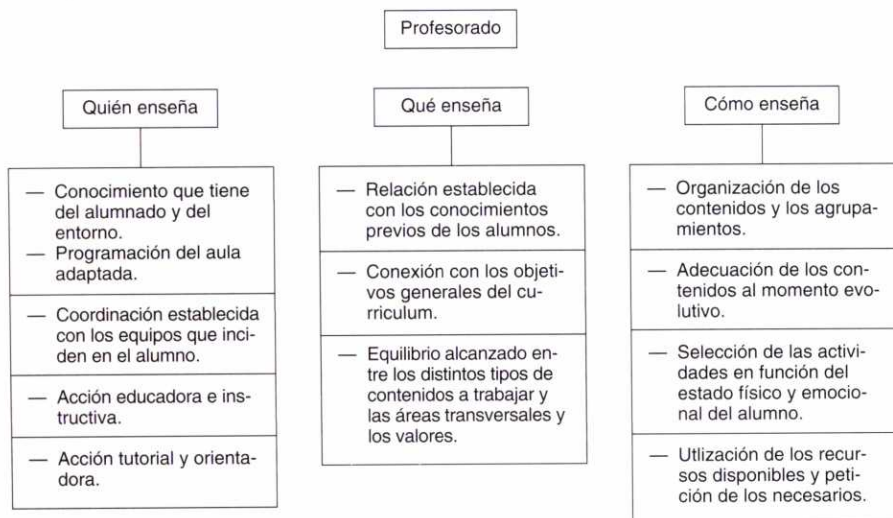 Profesorado
Quién enseña
— Conocimiento que tiene
del alumnado y del
entorno.
— Programación del aula
adaptada.
— Coordinación establecida
con los equipos que inci-
den en el alumno.
— Acción educadora e ins-
tructiva.
— Acción tutorial y orienta-
dora.
Qué enseña
— Relación establecida
con los conocimientos
previos de los alumnos.
— Conexión con los objeti-
vos generales del cu-
rriculum.
— Equilibrio alcanzado en-
tre los distintos tipos de
contenidos a trabajar y
las áreas transversales y
los valores.
Cómo enseña
— Organización de los
contenidos y los agrupa-
mientos.
— Adecuación de los con-
tenidos al momento evo-
lutivo.
— Selección de las activi-
dades en función del
estado físico y emocio-
nal del alumno.
— Utlización de los recur-
sos disponibles y peti-
ción de los necesarios.